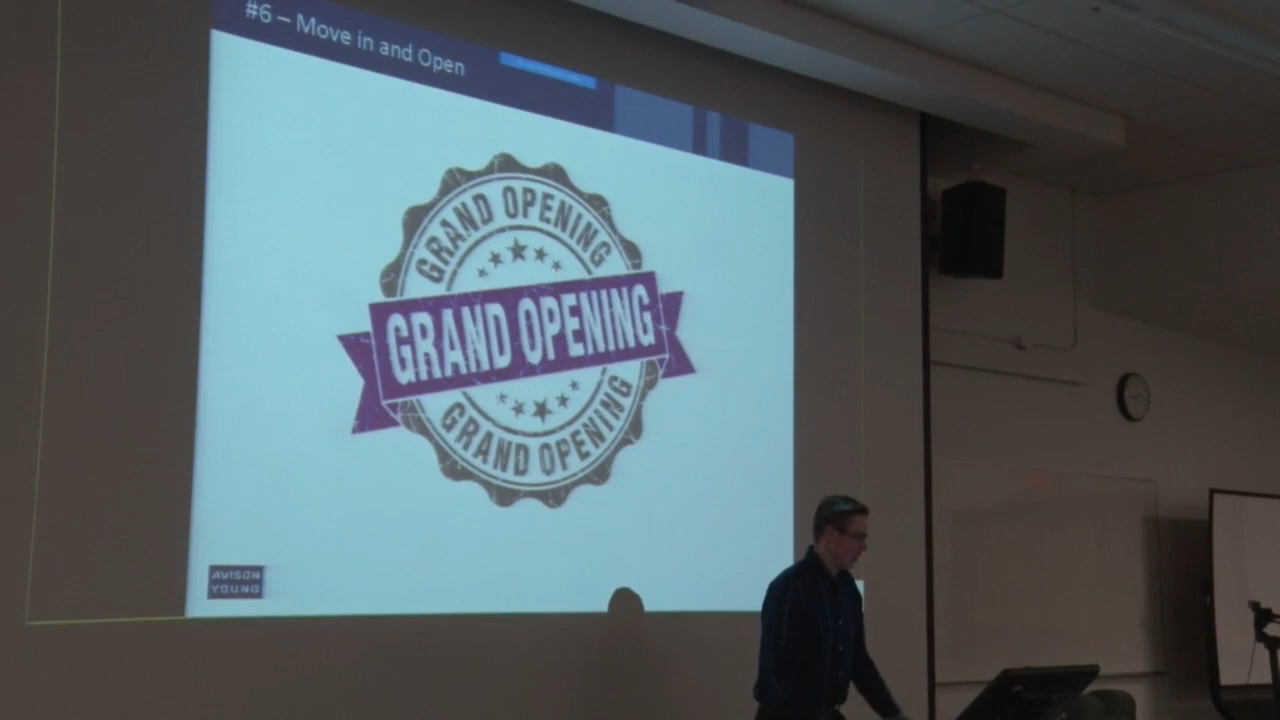 #6 – Move in and Open
GRAND OPENING
GRAND OPENING
GRAND OPENING
AVISON
YOUNG